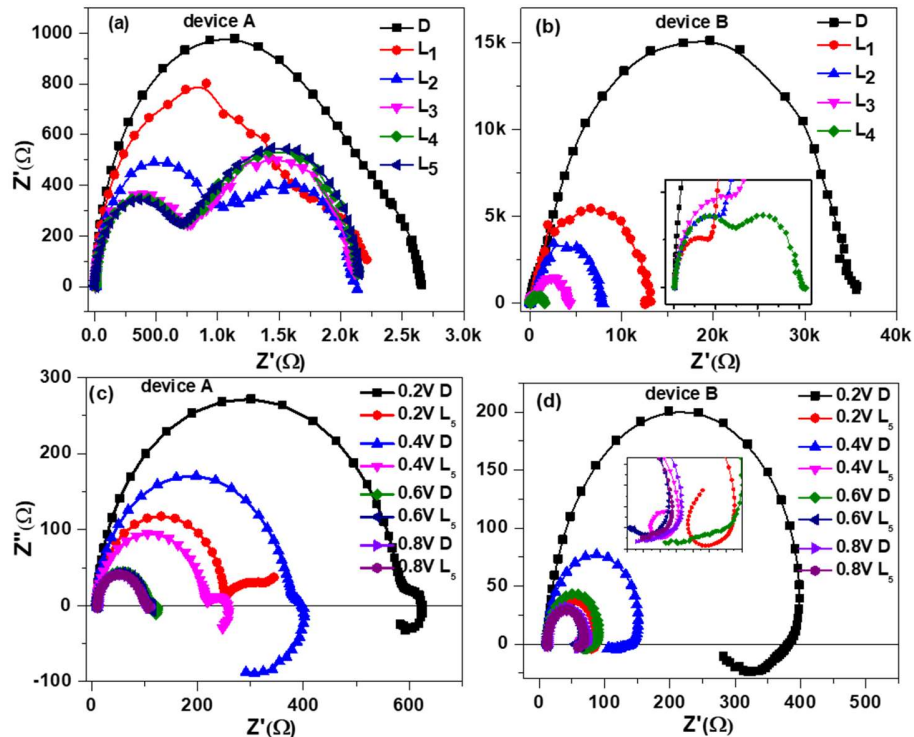 (a)
device A
D
L1
L2
L3
L4
L5
1000
800
600
400
200
0
Z'(Ω)
0.0 500.0 1.0k 1.5k 2.0k 2.5k 3.0k
Z'(Ω)
(b)
device B
D
L1
L2
L3
L4
15k
10k
5k
0
0 10k 20k 30k 40k
Z'(Ω)
(c)
device A
0.2V D
0.2V L5
0.4V D
0.4V L5
0.6V D
0.6V L5
0.8V D
0.8V L5
300
200
100
0
-100
Z''(Ω)
0 200 400 600
Z'(Ω)
(d)
device B
0.2V D
0.2V L5
0.4V D
0.4V L5
0.6V D
0.6V L5
0.8V D
0.8V L5
200
150
100
50
0
0 100 200 300 400 500
Z'(Ω)